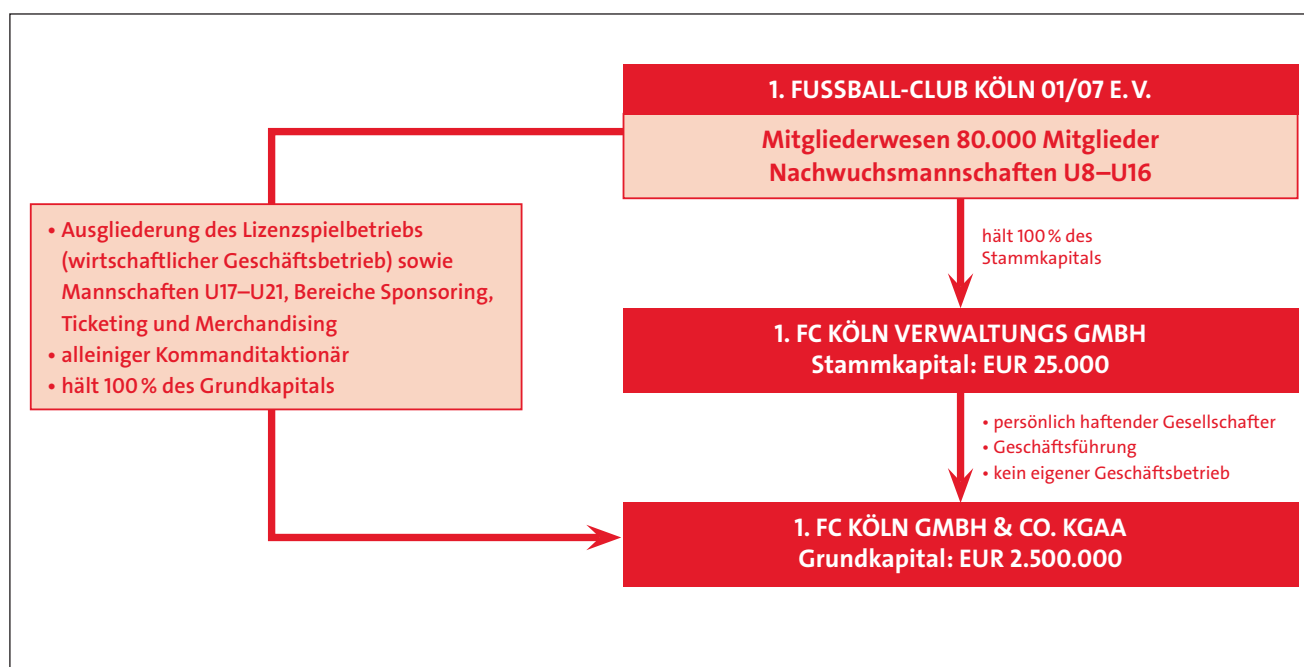 1. FUSSBALL-CLUB KÖLN 01/07 E. V.
Mitgliederwesen 80.000 Mitglieder
Nachwuchsmannschaften U8–U16
• Ausgliederung des Lizenzspielbetriebs
(wirtschaftlicher Geschäftsbetrieb) sowie
Mannschaften U17–U21, Bereiche Sponsoring,
Ticketing und Merchandising
• alleiniger Kommanditaktionär
• hält 100 % des Grundkapitals
hält 100 % des
Stammkapitals
1. FC KÖLN VERWALTUNGS GMBH
Stammkapital: EUR 25.000
• persönlich haftender Gesellschafter
• Geschäftsführung
• kein eigener Geschäftsbetrieb
1. FC KÖLN GMBH & CO. KGAA
Grundkapital: EUR 2.500.000